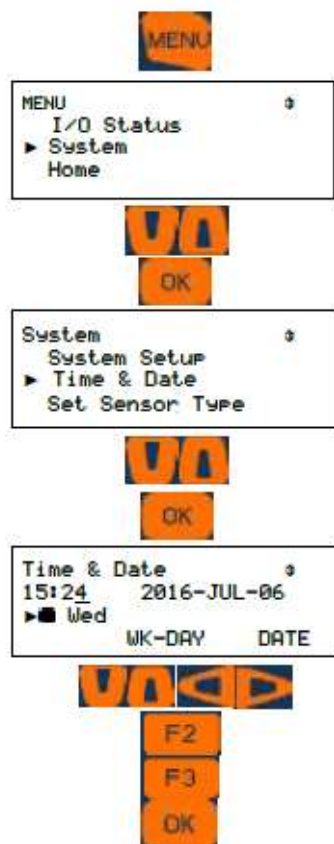 MENU
MENU
I/O Status
System
Home
OK
System
System Setup
Time & Date
Set Sensor Type
OK
Time & Date
15:24 2016-JUL-06
Wed
WK-DAY DATE
F2
F3
OK